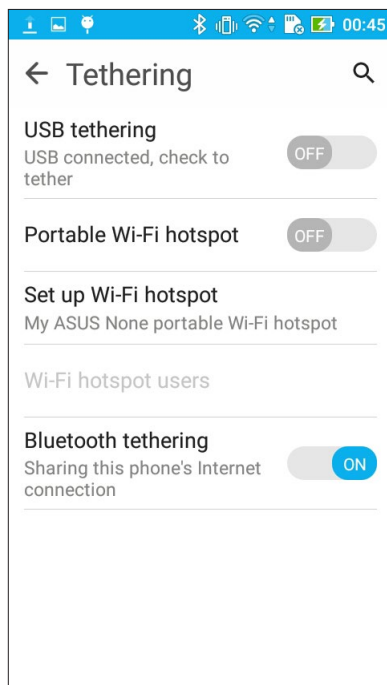 00:45
Tethering
USB tethering
USB connected, check to
tether
OFF
Portable Wi-Fi hotspot
OFF
Set up Wi-Fi hotspot
My ASUS None portable Wi-Fi hotspot
Wi-Fi hotspot users
Bluetooth tethering
Sharing this phone's Internet
connection
ON